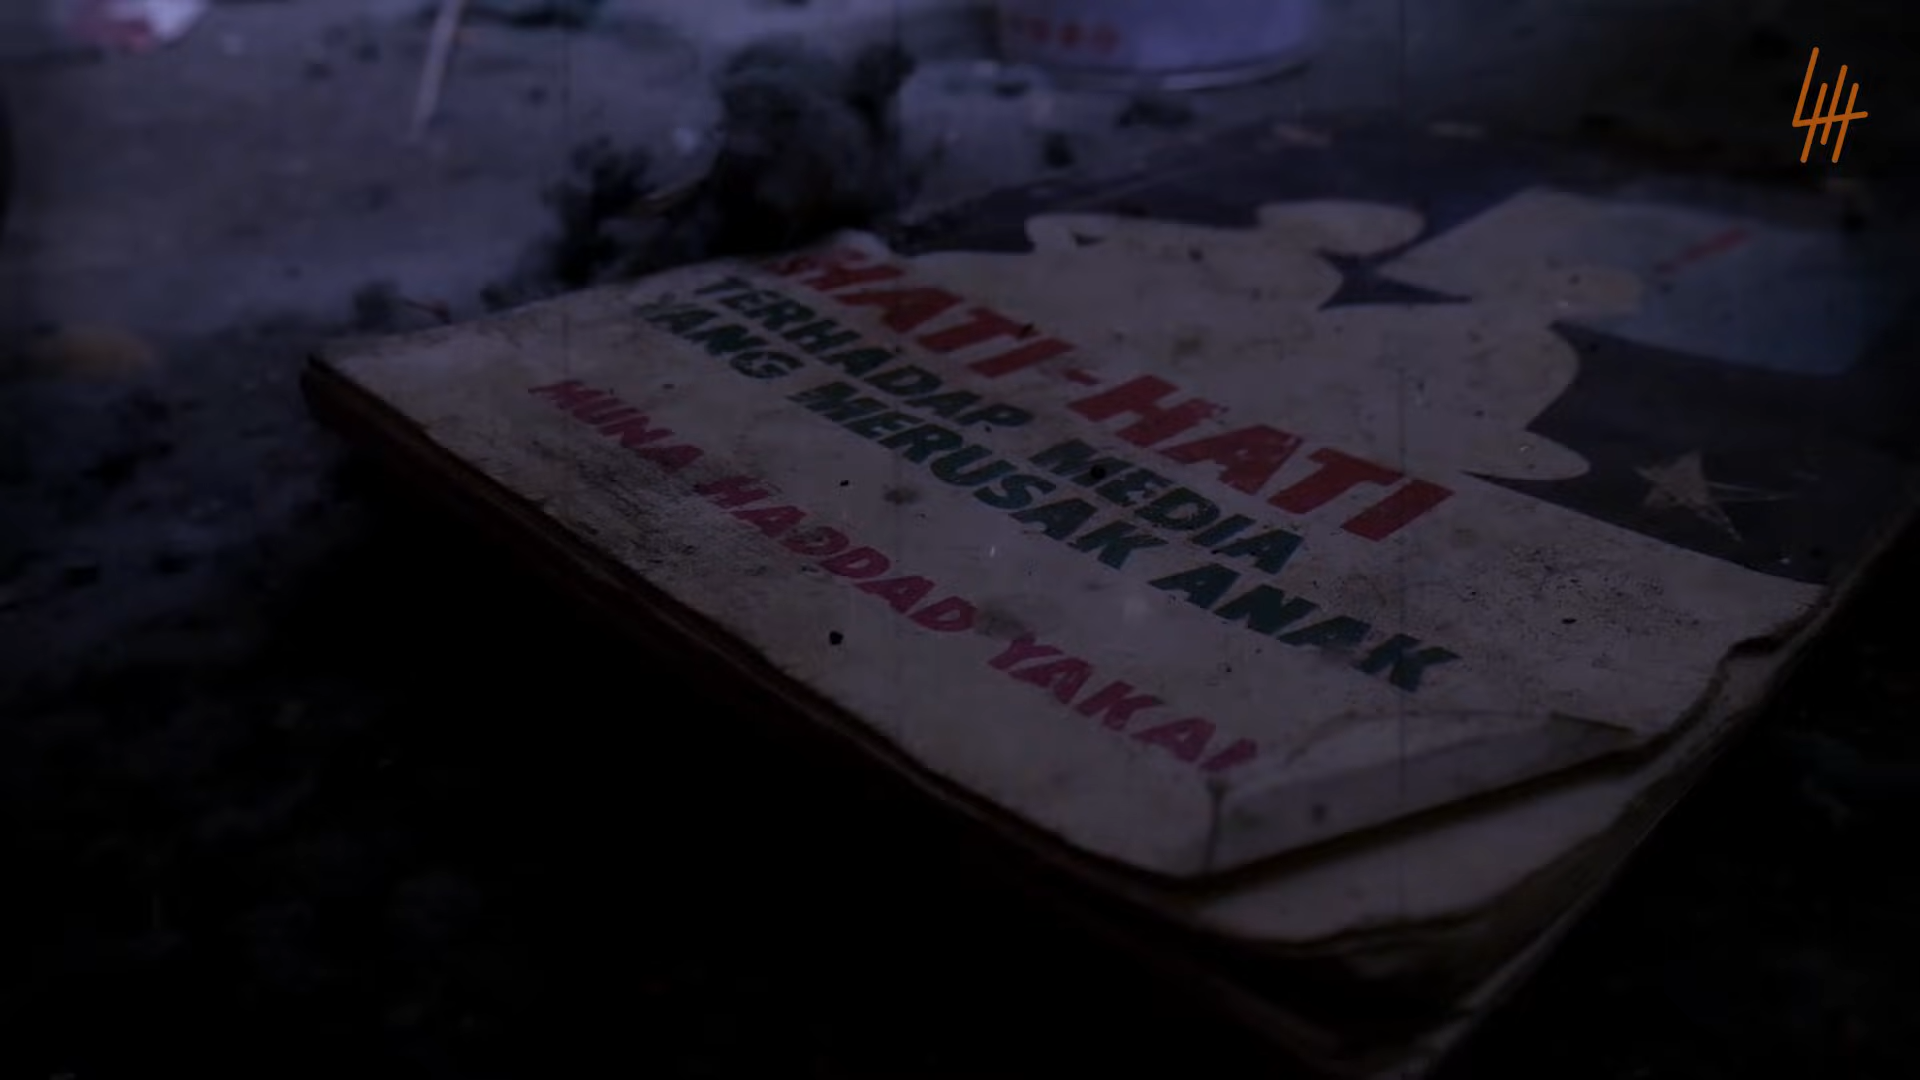 HATI-HATI
TERHADAP MEDIA
YANG MERUSAK ANAK
MUNA HADDAD YAKAN